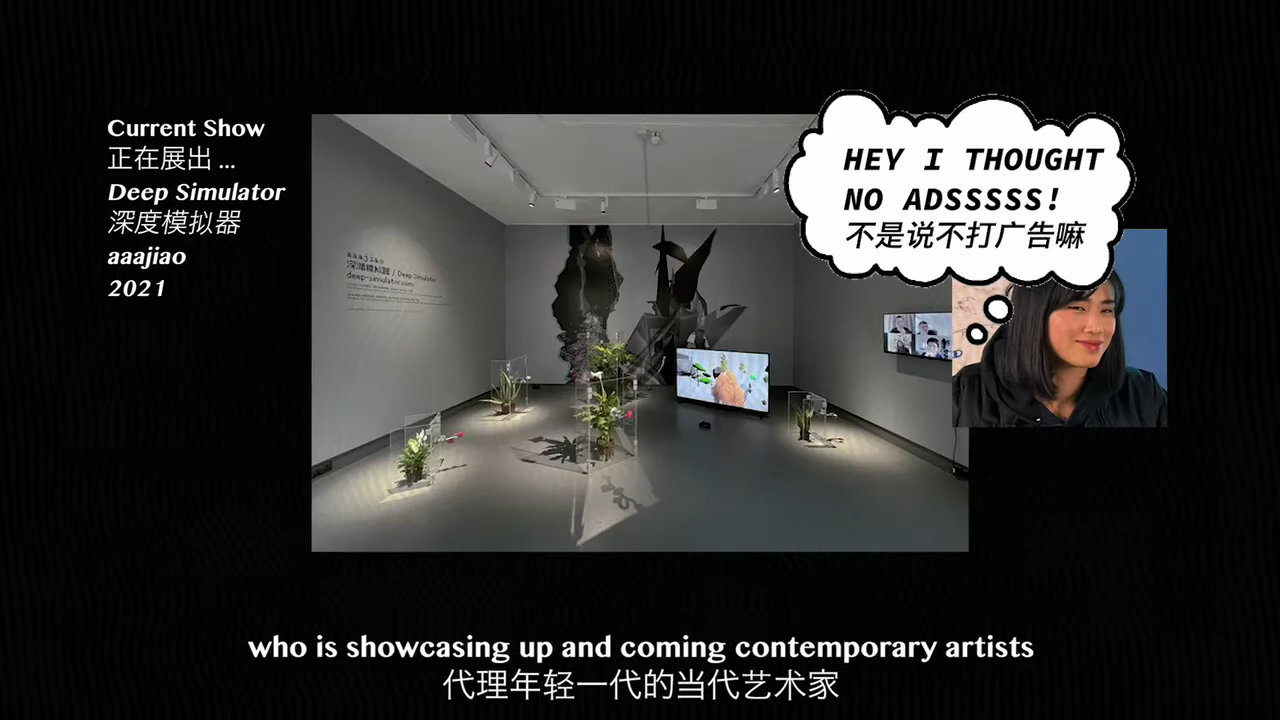 Current Show
正在展出 ...
Deep Simulator
深度模拟器
aaajiao
2021
HEY I THOUGHT
NO ADSSSSS!
不是说不打广告嘛
aaajiao
深度模拟器 / Deep Simulator
deep-simulator.com
who is showcasing up and coming contemporary artists
代理年轻一代的当代艺术家